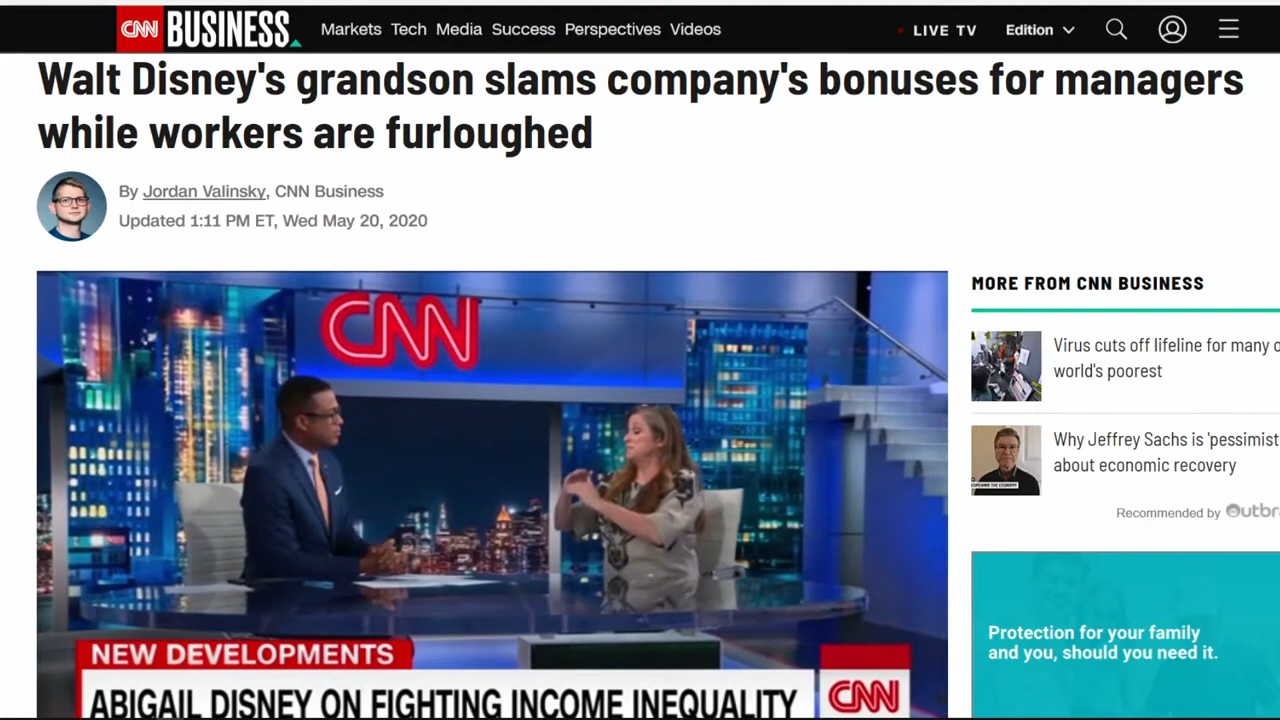 CNN BUSINESS Markets Tech Media Success Perspectives Videos LIVE TV Edition
Walt Disney's grandson slams company's bonuses for managers
while workers are furloughed
By Jordan Valinsky, CNN Business
Updated 1:11 PM ET, Wed May 20, 2020
CNN
NEW DEVELOPMENTS
ABIGAIL DISNEY ON FIGHTING INCOME INEQUALITY
CNN
MORE FROM CNN BUSINESS
Virus cuts off lifeline for many o
world's poorest
Why Jeffrey Sachs is 'pessimist
about economic recovery
Recommended by Outbr
Protection for your family
and you, should you need it.